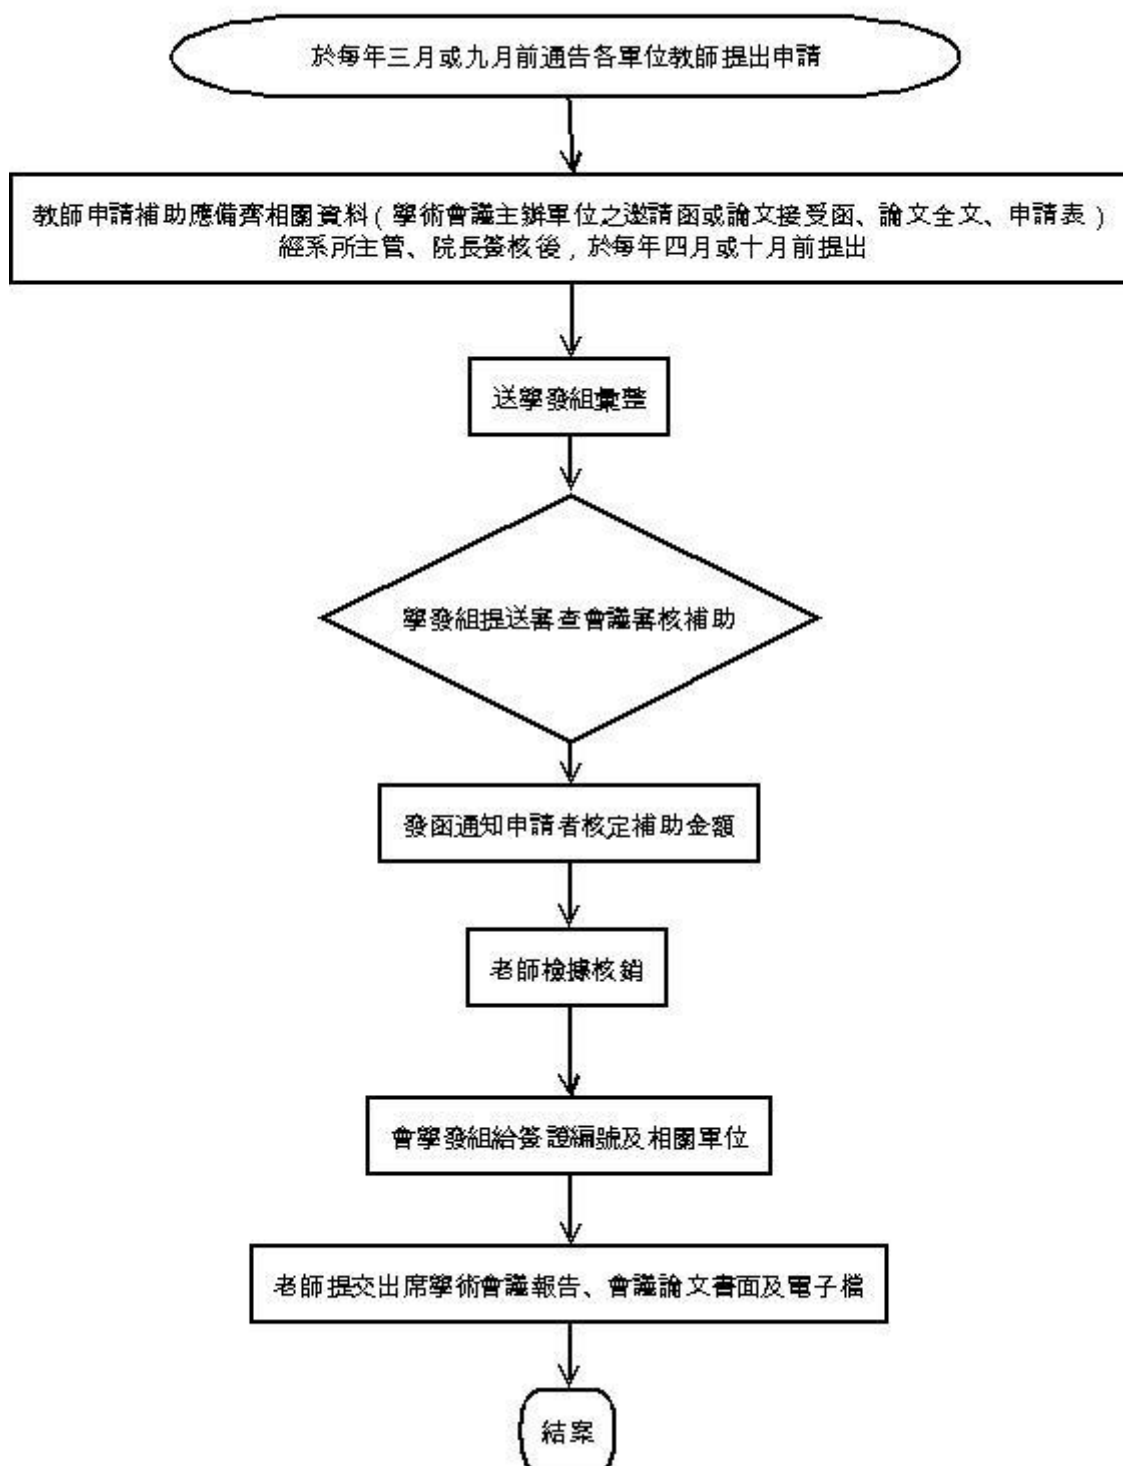 於每年三月或九月前通告各單位教師提出申請
教師申請補助應備齊相關資料（學術會議主辦單位之邀請函或論文接受函、論文全文、申請表）
經系所主管、院長簽核後，於每年四月或十月前提出
送學發組彙整
學發組提送審查會議審核補助
發函通知申請者核定補助金額
老師檢據核銷
會學發組給簽證編號及相關單位
老師提交出席學術會議報告、會議論文書面及電子檔
結案